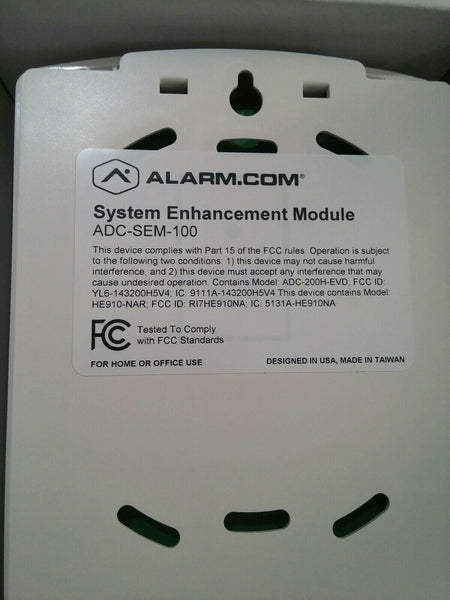 ALARM.COM®
System Enhancement Module
ADC-SEM-100
This device complies with Part 15 of the FCC rules. Operation is subject
to the following two conditions: 1) this device may not cause harmful
interference, and 2) this device must accept any interference that may
cause undesired operation. Contains Model: ADC-200H-EVD; FCC ID:
YL6-143200H5V4; IC: 9111A-143200H5V4 This device contains Model:
HE910-NAR; FCC ID: RI7HE910NA; IC: 5131A-HE910NA
FC Tested To Comply
with FCC Standards
FOR HOME OR OFFICE USE
DESIGNED IN USA, MADE IN TAIWAN